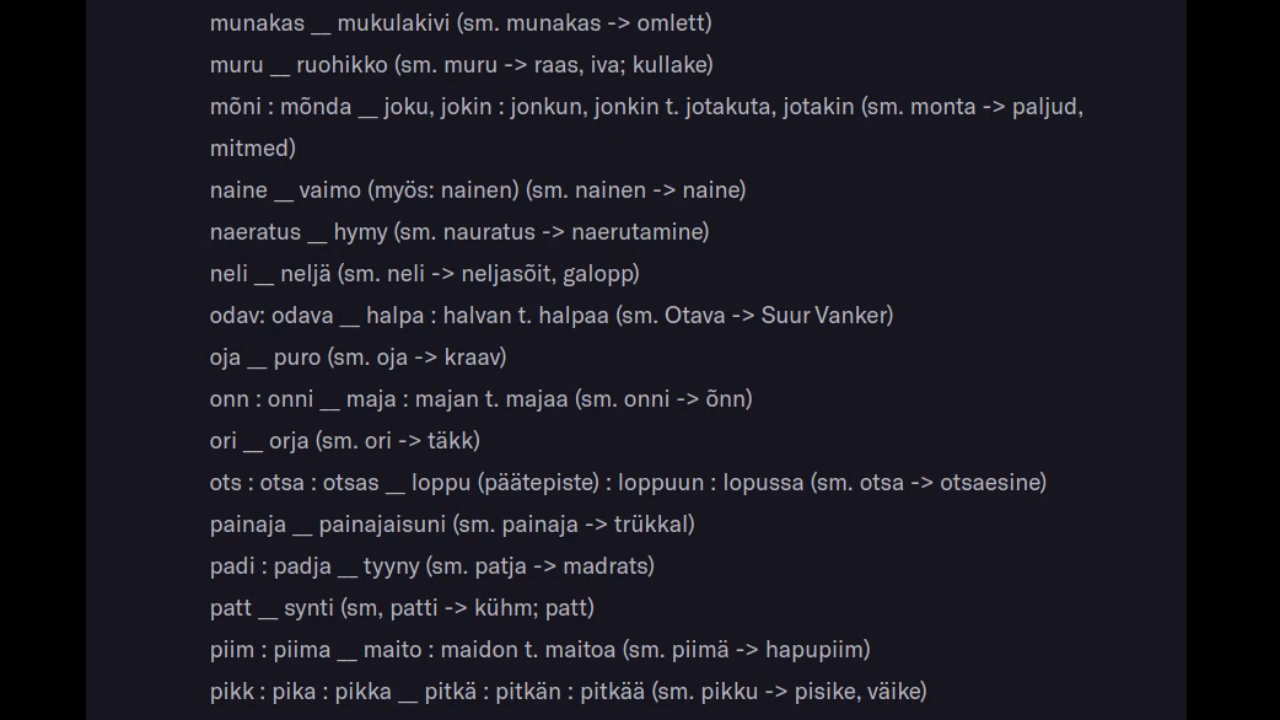 munakas __ mukulakivi (sm. munakas -> omlett)
muru __ ruohikko (sm. muru -> raas, iva; kullake)
mõni : mõnda __ joku, jokin : jonkun, jonkin t. jotakuta, jotakin (sm. monta -> paljud,
mitmed)
naine __ vaimo (myös: nainen) (sm. nainen -> naine)
naeratus __ hymy (sm. nauratus -> naerutamine)
neli __ neljä (sm. neli -> neljasõit, galopp)
odav: odava __ halpa : halvan t. halpaa (sm. Otava -> Suur Vanker)
oja __ puro (sm. oja -> kraav)
onn : onni __ maja : majan t. majaa (sm. onni -> õnn)
ori __ orja (sm. ori -> täkk)
ots : otsa : otsas __ loppu (päätepiste) : loppuun : lopussa (sm. otsa -> otsaesine)
painaja __ painajaisuni (sm. painaja -> trükkal)
padi : padja __ tyyny (sm. patja -> madrats)
patt __ synti (sm, patti -> kühm; patt)
piim : piima __ maito : maidon t. maitoa (sm. piimä -> hapupiim)
pikk : pika : pikka __ pitkä : pitkän : pitkää (sm. pikku -> pisike, väike)